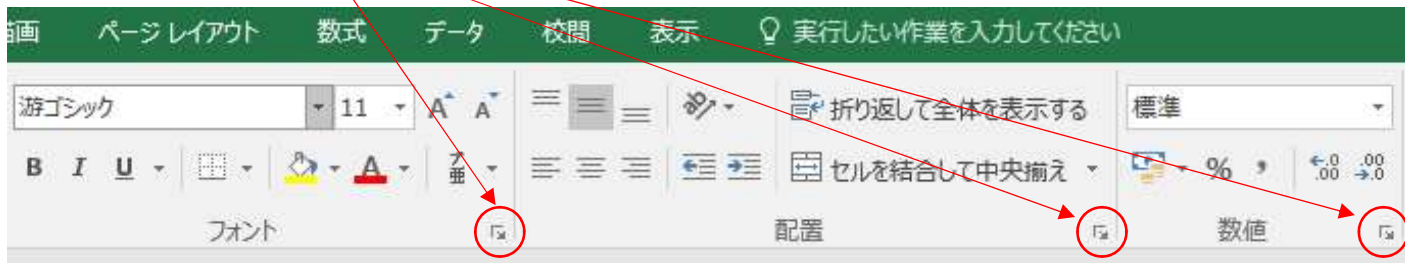 描画 ページ レイアウト 数式 データ 校閲 表示 実行したい作業を入力してください
游ゴシック 11 A A 折り返して全体を表示する 標準
B I U A ア亜 セルを結合して中央揃え % , .0 .00 .00 .0
フォント 配置 数値